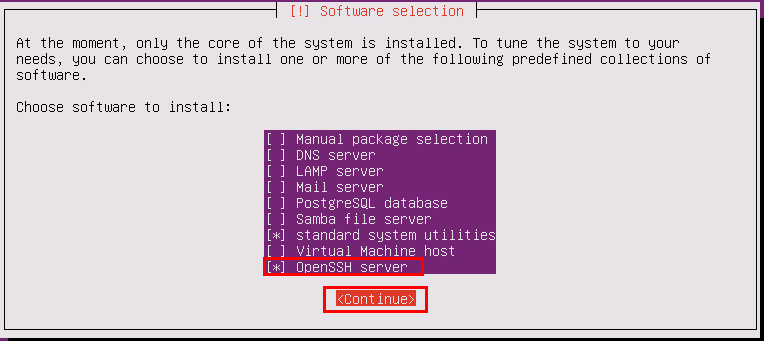 [!] Software selection
At the moment, only the core of the system is installed. To tune the system to your
needs, you can choose to install one or more of the following predefined collections of
software.
Choose software to install:
[ ] Manual package selection
[ ] DNS server
[ ] LAMP server
[ ] Mail server
[ ] PostgreSQL database
[ ] Samba file server
[*] standard system utilities
[ ] Virtual Machine host
[*] OpenSSH server
<Continue>